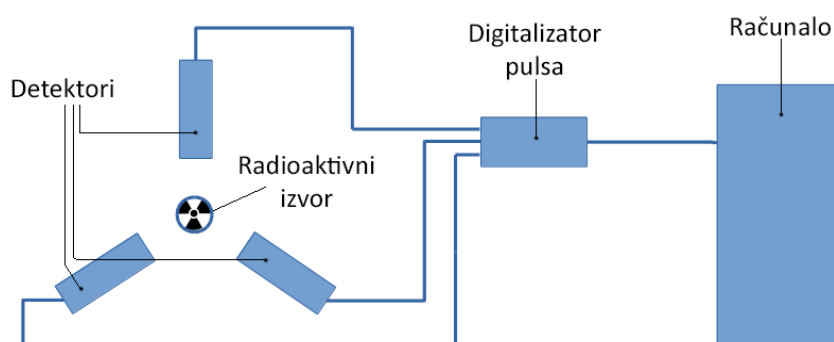 Detektori
Radioaktivni
izvor
Digitalizator
pulsa
Računalo